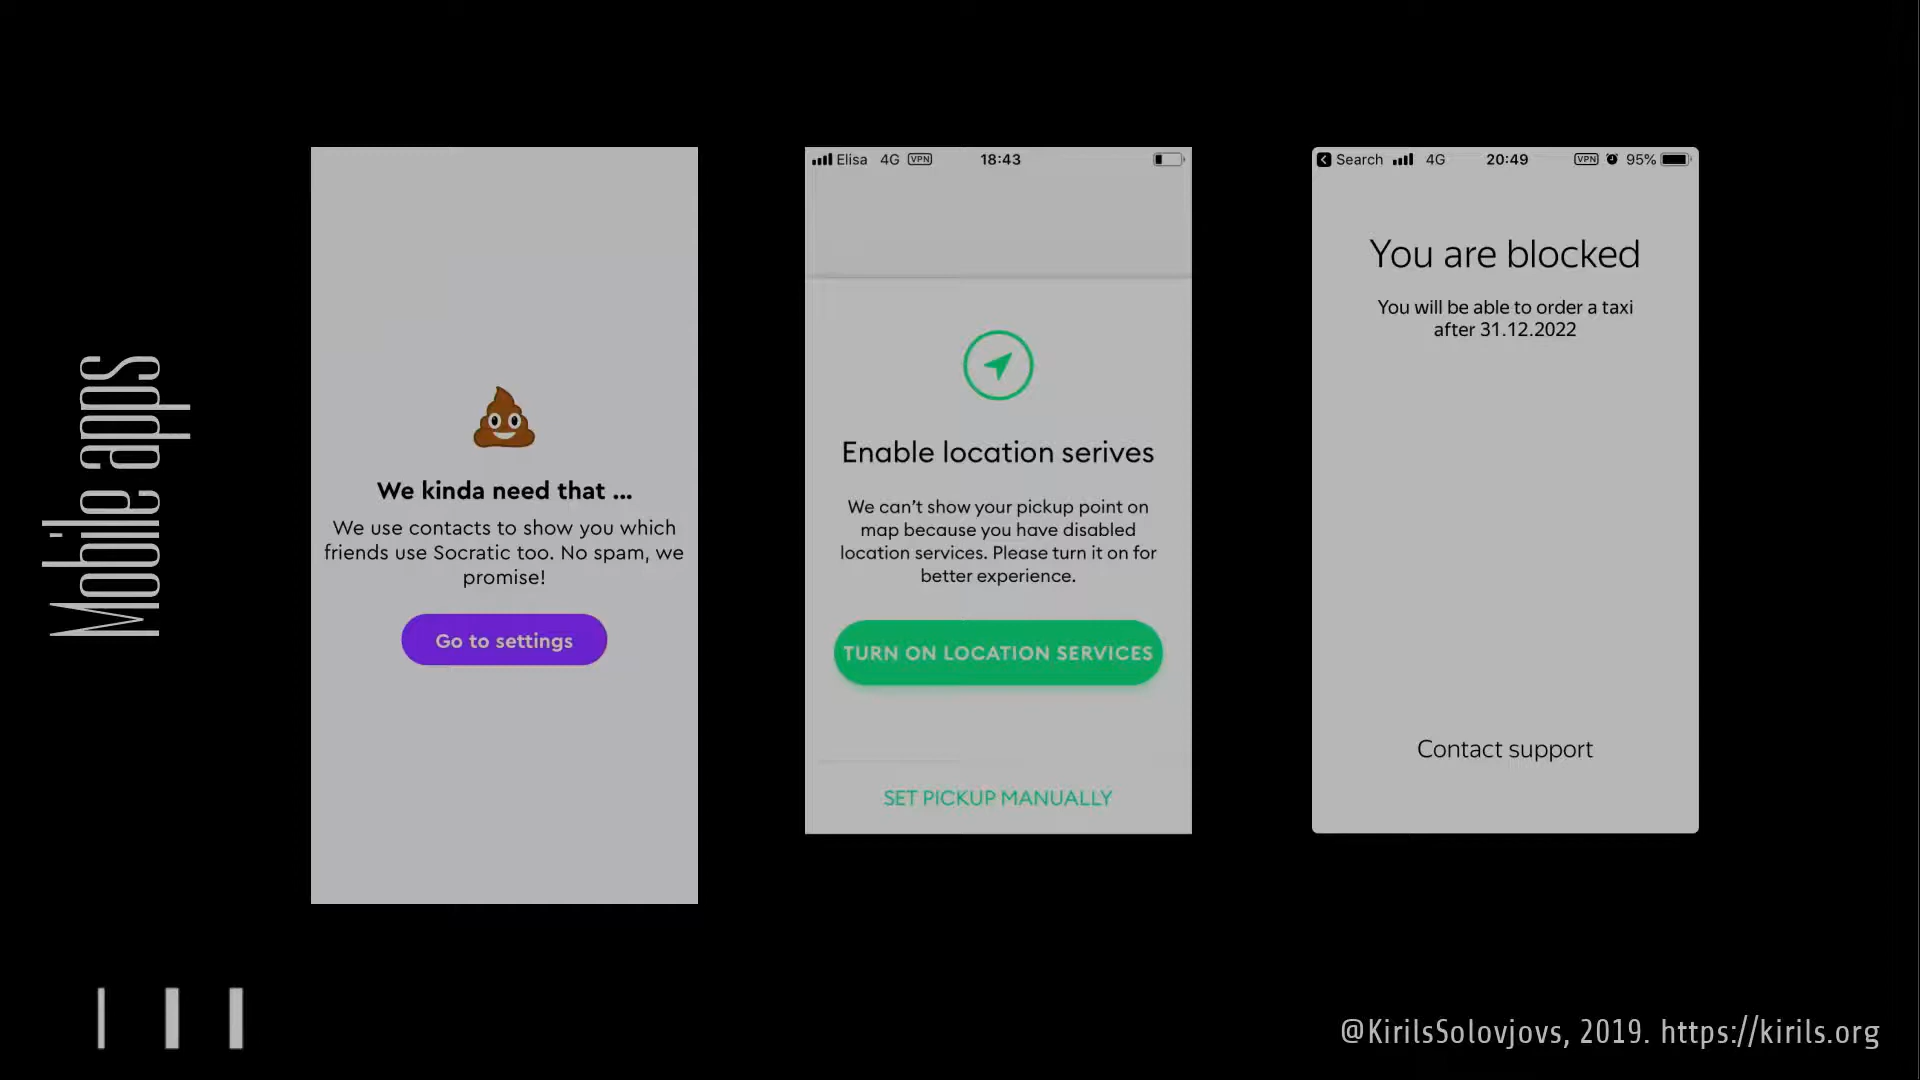 Mobile apps
We kinda need that ...
We use contacts to show you which
friends use Socratic too. No spam, we
promise!
Go to settings
Elisa 4G VPN 18:43
Enable location serives
We can't show your pickup point on
map because you have disabled
location services. Please turn it on for
better experience.
TURN ON LOCATION SERVICES
SET PICKUP MANUALLY
Search 4G 20:49 VPN 95%
You are blocked
You will be able to order a taxi
after 31.12.2022
Contact support
@KirilsSolovjovs, 2019. https://kirils.org